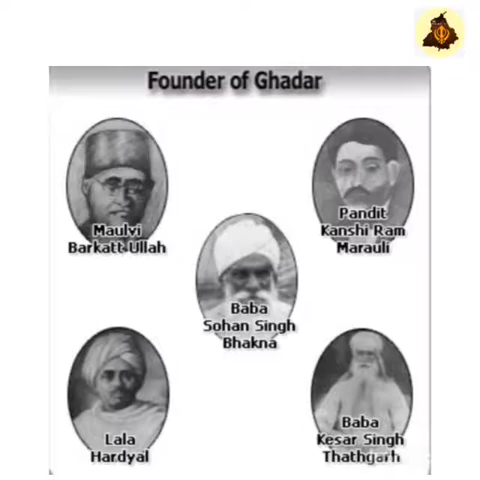 Founder of Ghadar
Maulvi
Barkatt Ullah
Pandit
Kanshi Ram
Marauli
Baba
Sohan Singh
Bhakna
Lala
Hardyal
Baba
Kesar Singh
Thathgarh